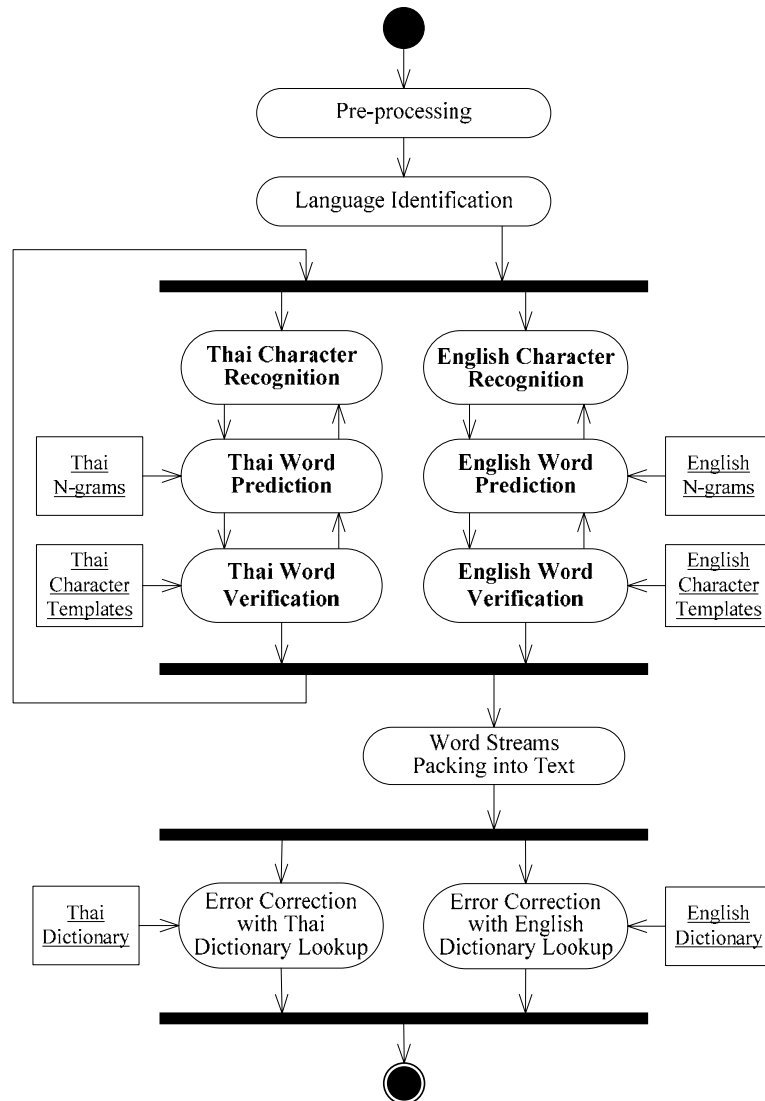 Pre-processing
Language Identification
Thai Character
Recognition
English Character
Recognition
Thai
N-grams
Thai Word
Prediction
English Word
Prediction
English
N-grams
Thai
Character
Templates
Thai Word
Verification
English Word
Verification
English
Character
Templates
Word Streams
Packing into Text
Thai
Dictionary
Error Correction
with Thai
Dictionary Lookup
Error Correction
with English
Dictionary Lookup
English
Dictionary